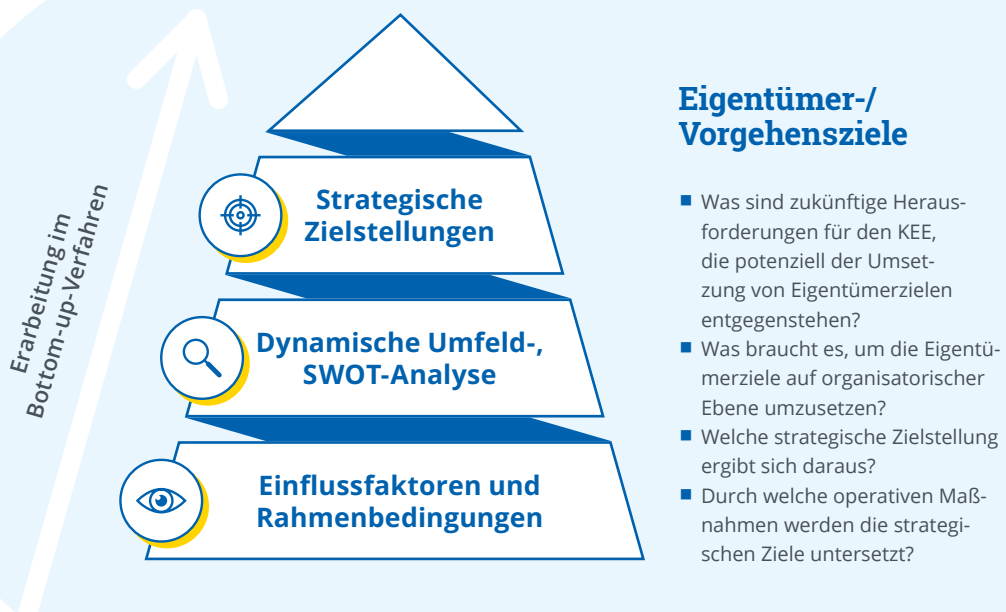 Erarbeitung im
Bottom-up-Verfahren
Strategische
Zielstellungen
Dynamische Umfeld-,
SWOT-Analyse
Einflussfaktoren und
Rahmenbedingungen
Eigentümer-/
Vorgehensziele
■ Was sind zukünftige Heraus-
forderungen für den KEE,
die potenziell der Umset-
zung von Eigentümerzielen
entgegenstehen?
■ Was braucht es, um die Eigentü-
merziele auf organisatorischer
Ebene umzusetzen?
■ Welche strategische Zielstellung
ergibt sich daraus?
■ Durch welche operativen Maß-
nahmen werden die strategi-
schen Ziele untersetzt?